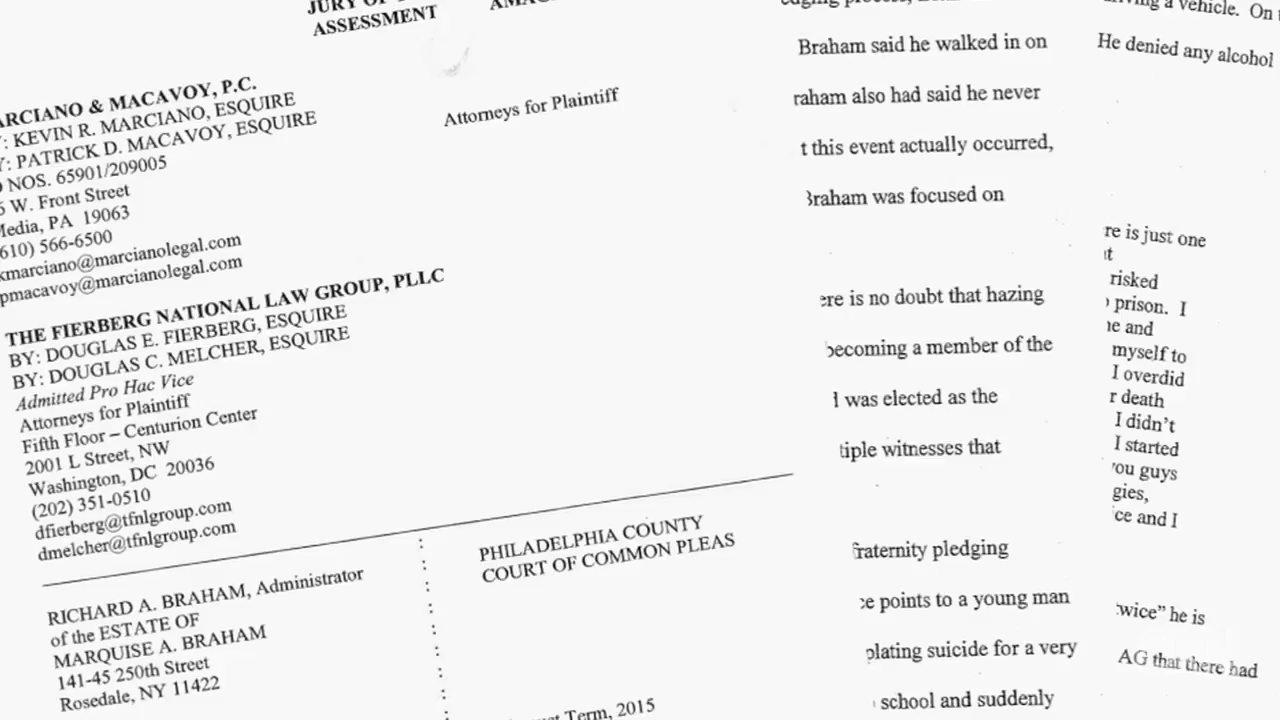 ASSESSMENT
MARCIANO & MACAVOY, P.C.
KEVIN R. MARCIANO, ESQUIRE
PATRICK D. MACAVOY, ESQUIRE
NOS. 65901/209005
W. Front Street
Media, PA 19063
(610) 566-6500
kmarciano@marcianolegal.com
pmacavoy@marcianolegal.com
Attorneys for Plaintiff
THE FIERBERG NATIONAL LAW GROUP, PLLC
BY: DOUGLAS E. FIERBERG, ESQUIRE
BY: DOUGLAS C. MELCHER, ESQUIRE
Admitted Pro Hac Vice
Attorneys for Plaintiff
Fifth Floor – Centurion Center
2001 L Street, NW
Washington, DC 20036
(202) 351-0510
dfierberg@tfnlgroup.com
dmelcher@tfnlgroup.com
RICHARD A. BRAHAM, Administrator
of the ESTATE OF
MARQUISE A. BRAHAM
141-45 250th Street
Rosedale, NY 11422
PHILADELPHIA COUNTY
COURT OF COMMON PLEAS
Term, 2015
Braham said he walked in on
raham also had said he never
t this event actually occurred,
Braham was focused on
ere is no doubt that hazing
becoming a member of the
I was elected as the
tiple witnesses that
fraternity pledging
ce points to a young man
plating suicide for a very
school and suddenly
a vehicle. On
He denied any alcohol
re is just one
t
risked
prison. I
e and
myself to
I overdid
r death
I didn't
I started
you guys
gies,
ce and I
twice” he is
AG that there had